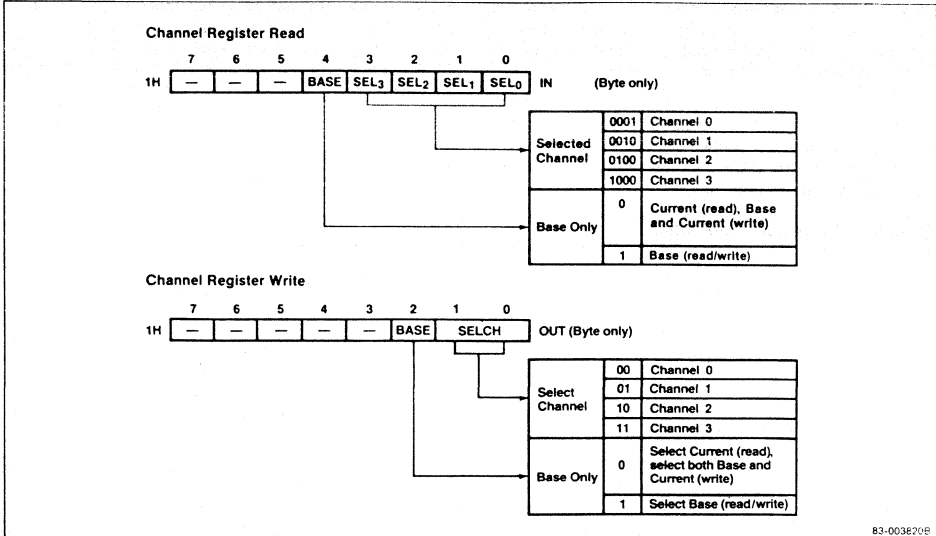 Channel Register Read
7 6 5 4 3 2 1 0
1H — — — BASE SEL3 SEL2 SEL1 SEL0 IN (Byte only)
Selected Channel
0001 Channel 0
0010 Channel 1
0100 Channel 2
1000 Channel 3
Base Only
0 Current (read), Base
and Current (write)
1 Base (read/write)
Channel Register Write
7 6 5 4 3 2 1 0
1H — — — — — BASE SELCH OUT (Byte only)
Select
Channel
00 Channel 0
01 Channel 1
10 Channel 2
11 Channel 3
Base Only
0 Select Current (read),
select both Base and
Current (write)
1 Select Base (read/write)
83-003820B